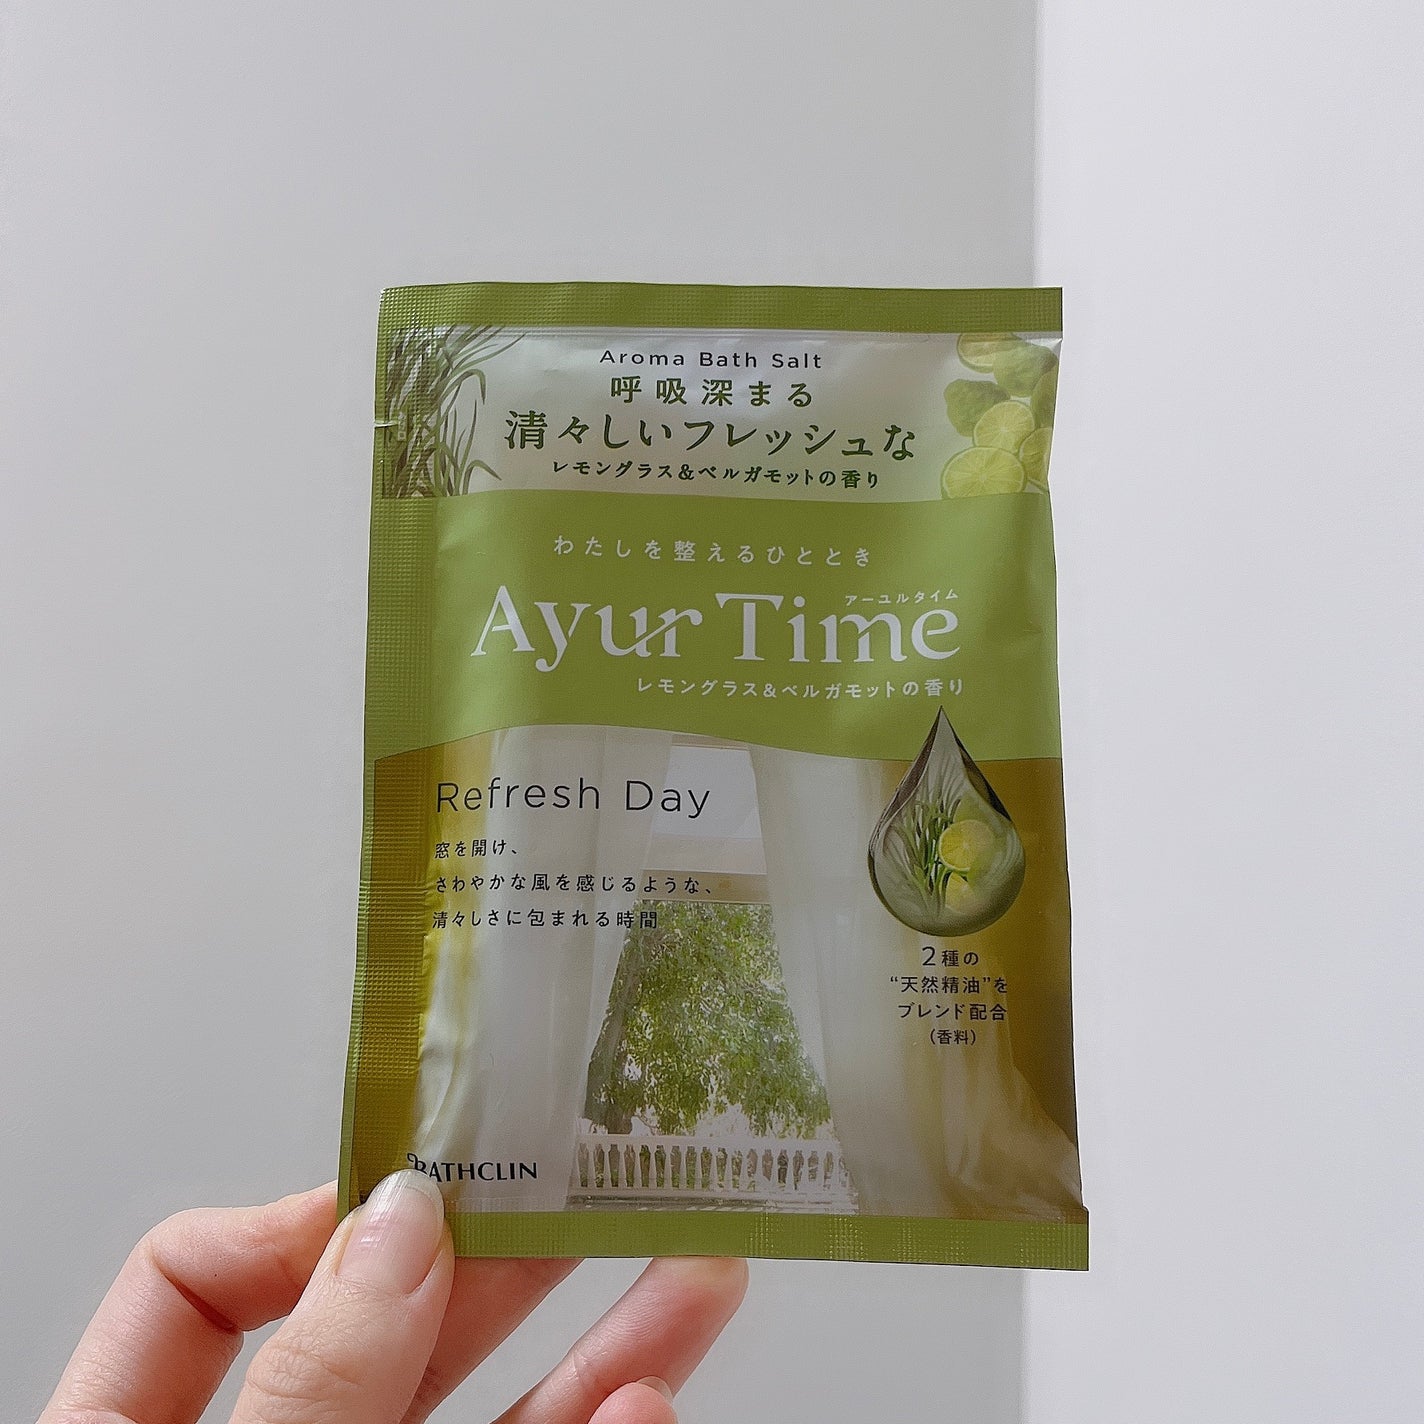 Aroma Bath Salt
呼吸深まる
清々しいフレッシュな
レモングラス&ベルガモットの香り
わたしを整えるひととき
アーユルタイム
Ayur Time
レモングラス&ベルガモットの香り
Refresh Day
窓を開け、
さわやかな風を感じるような、
清々しさに包まれる時間
2種の
“天然精油”を
ブレンド配合
(香料)
BATHCLIN